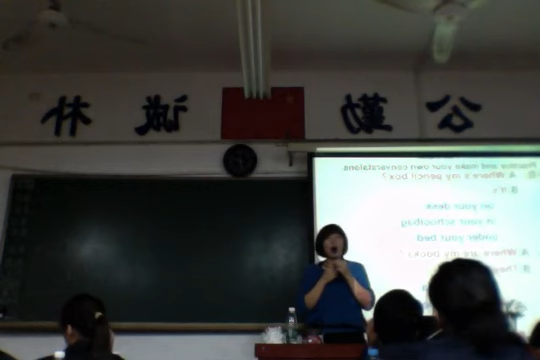 公 勤 诚 朴
and make your own conversations
A: Where's my pencil box?
B: It's
on your desk
in your schoolbag
under your bed
A: Where are my books?